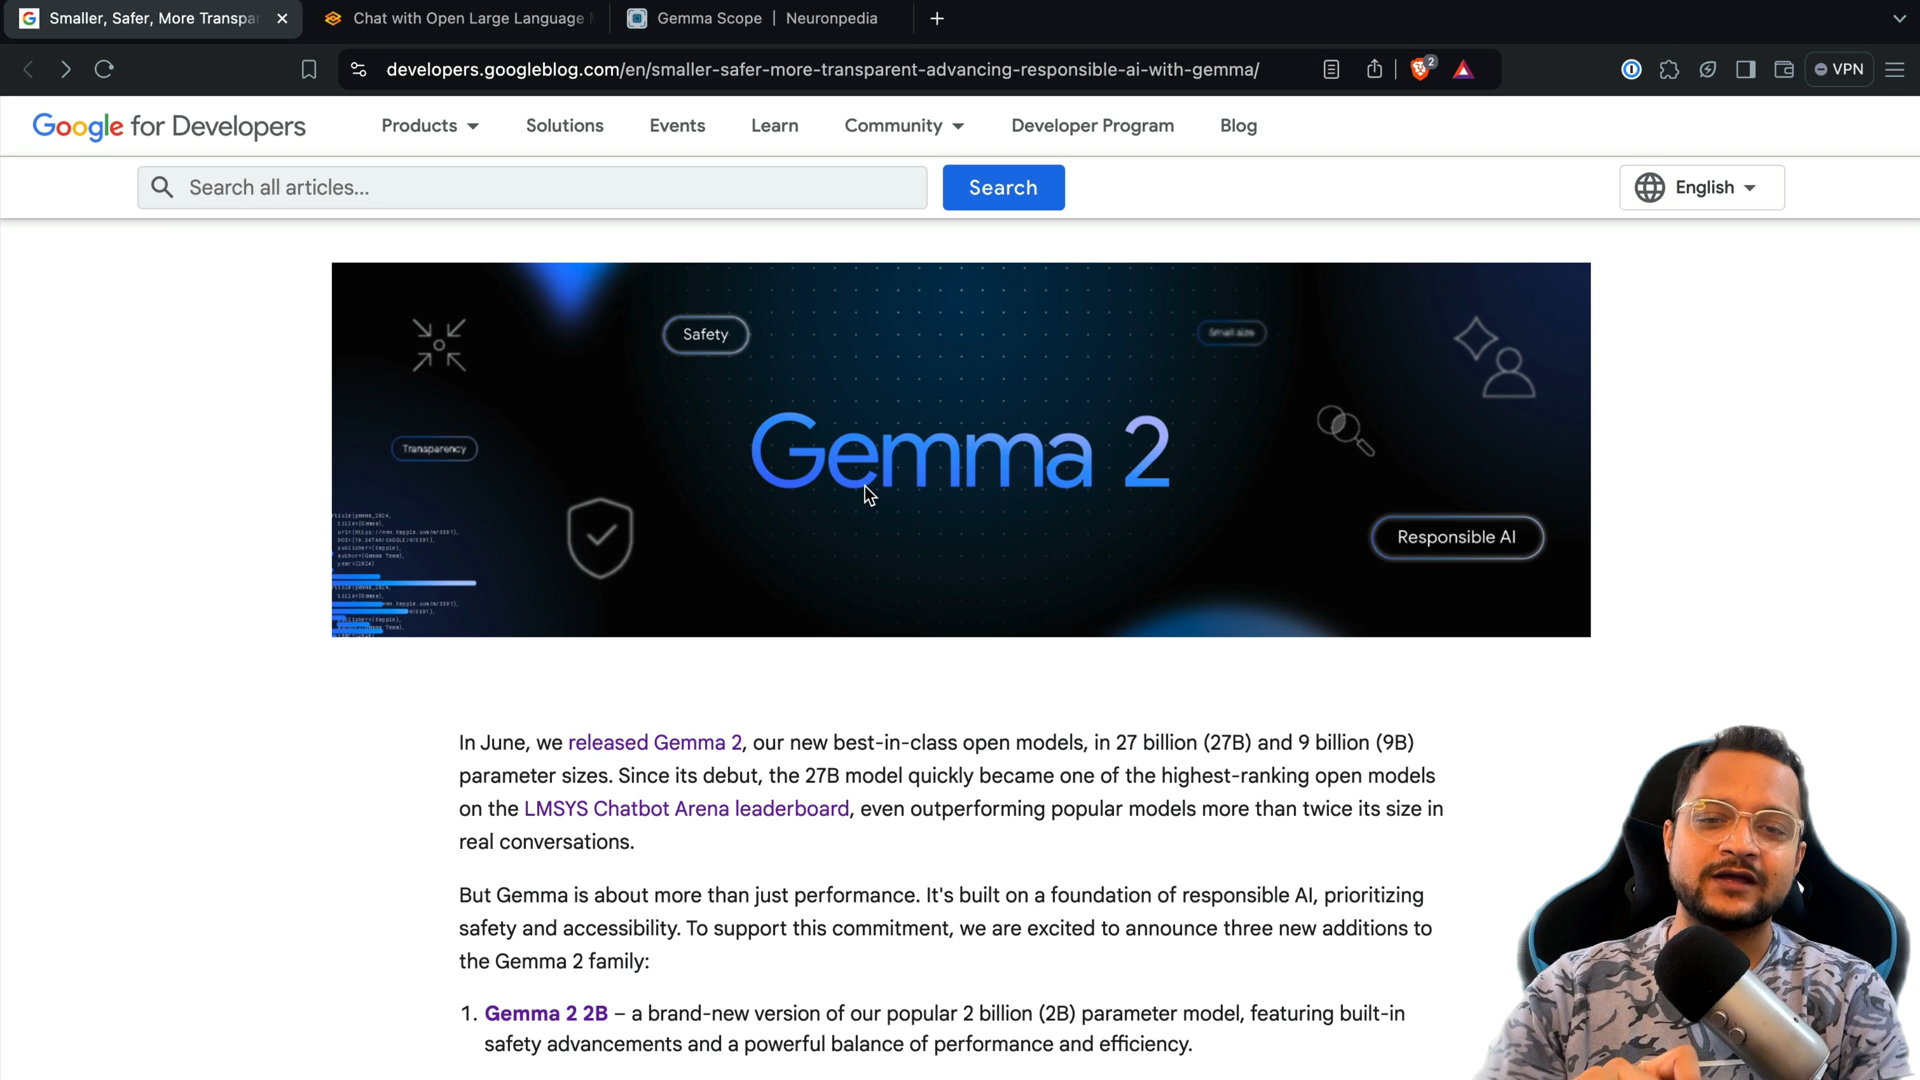 Smaller, Safer, More Transpa
Chat with Open Large Language
Gemma Scope | Neuronpedia
developers.googleblog.com/en/smaller-safer-more-transparent-advancing-responsible-ai-with-gemma/
2
VPN
Google for Developers
Products
Solutions
Events
Learn
Community
Developer Program
Blog
Search all articles...
Search
English
Safety
Small size
Transparency
Gemma 2
Responsible AI
In June, we released Gemma 2, our new best-in-class open models, in 27 billion (27B) and 9 billion (9B)
parameter sizes. Since its debut, the 27B model quickly became one of the highest-ranking open models
on the LMSYS Chatbot Arena leaderboard, even outperforming popular models more than twice its size in
real conversations.
But Gemma is about more than just performance. It's built on a foundation of responsible AI, prioritizing
safety and accessibility. To support this commitment, we are excited to announce three new additions to
the Gemma 2 family:
1. Gemma 2 2B – a brand-new version of our popular 2 billion (2B) parameter model, featuring built-in
safety advancements and a powerful balance of performance and efficiency.